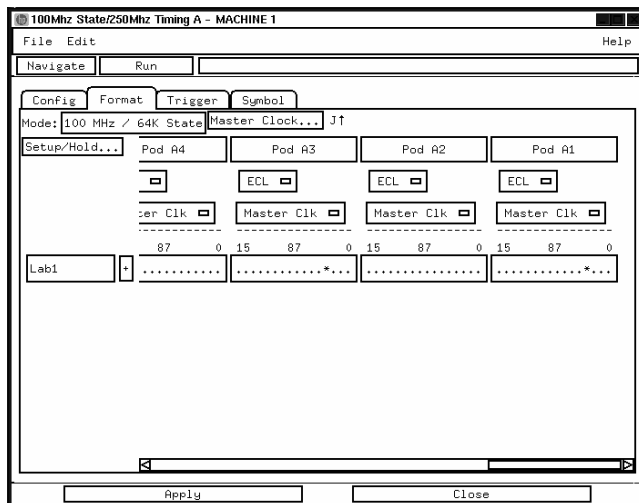 100Mhz State/250Mhz Timing A - MACHINE 1
File Edit Help
Navigate Run
Config Format Trigger Symbol
Mode: 100 MHz / 64K State Master Clock... J↑
Setup/Hold... Pod A4 Pod A3 Pod A2 Pod A1
ECL ECL ECL
ter Clk Master Clk Master Clk Master Clk
87 0 15 87 0 15 87 0 15 87 0
Lab1 + ........... ............*... ................ ............*...
Apply Close